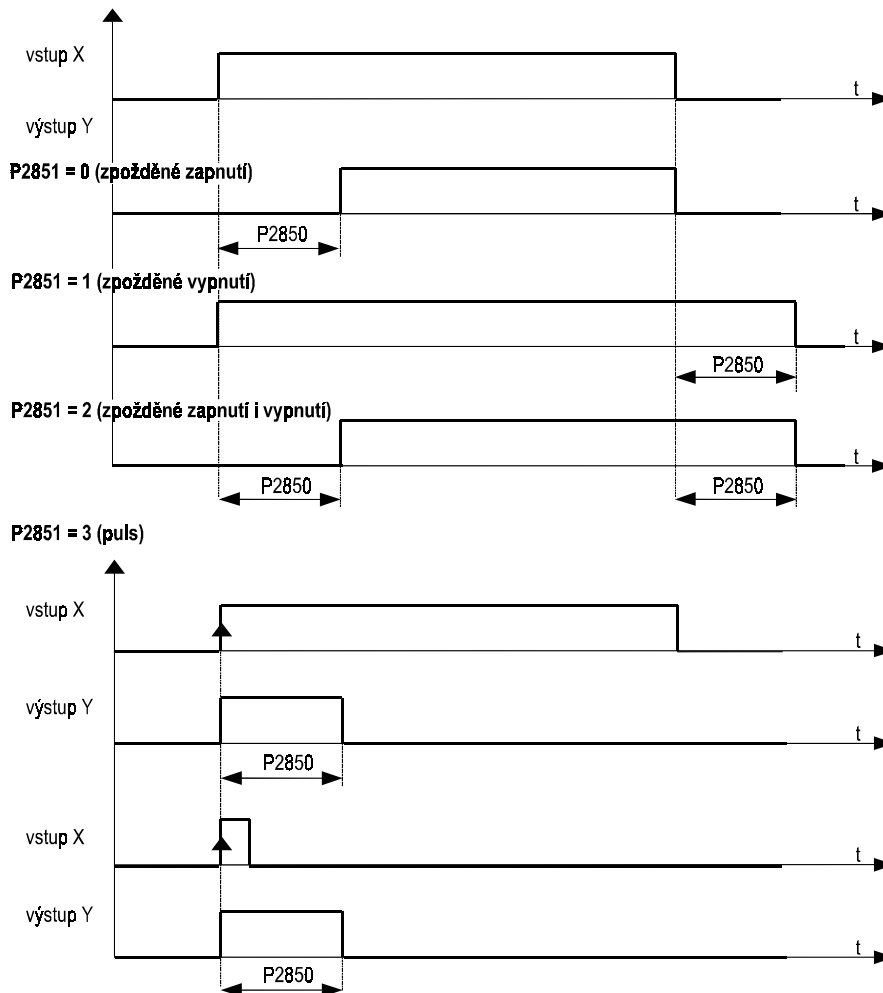 vstup X
t
výstup Y
P2851 = 0 (zpožděné zapnutí)
t
P2850
P2851 = 1 (zpožděné vypnutí)
t
P2850
P2851 = 2 (zpožděné zapnutí i vypnutí)
t
P2850 P2850
P2851 = 3 (puls)
vstup X
t
výstup Y
t
P2850
vstup X
t
výstup Y
t
P2850